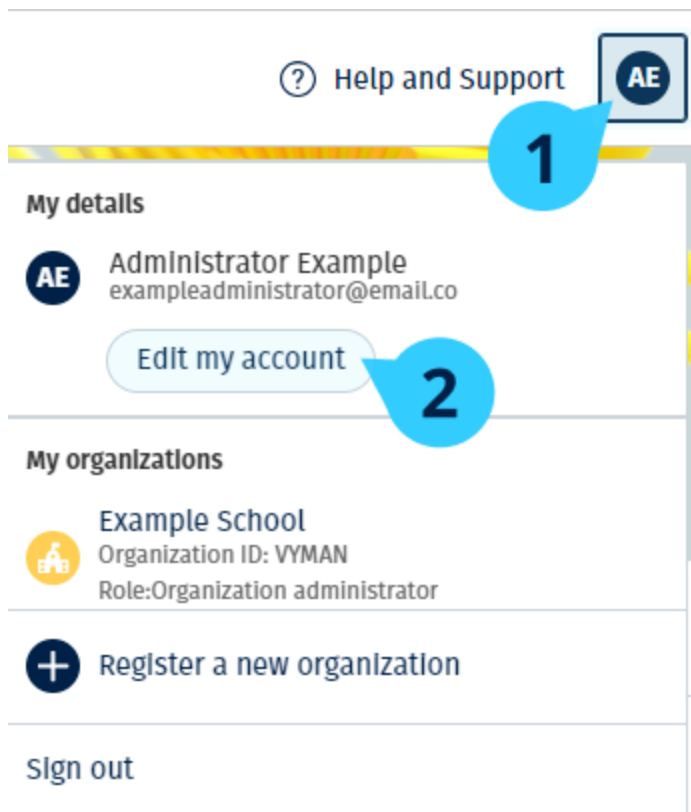 ? Help and Support AE
1
My details
AE Administrator Example
exampleadministrator@email.co
Edit my account
2
My organizations
Example School
Organization ID: VYMAN
Role:Organization administrator
Register a new organization
Sign out